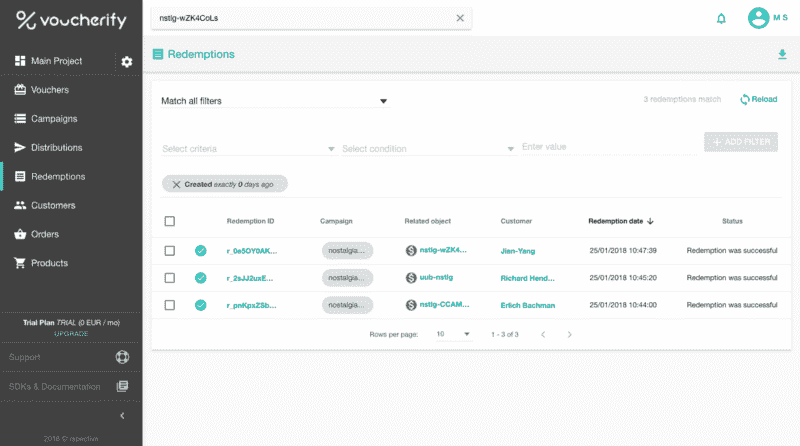 voucherify
nstig-wZK4CoLs
M S
Main Project
Redemptions
Vouchers
Campaigns
Distributions
Redemptions
Customers
Orders
Products
Match all filters
3 redemptions match
Reload
Select criteria
Select condition
Enter value
ADD FILTER
Created exactly 0 days ago
Redemption ID Campaign Related object Customer Redemption date Status
r_0e5OY0AK... nostalgia... nstig-wZK4... Jian-Yang 25/01/2018 10:47:39 Redemption was successful
r_2sJJ2uxE... nostalgia... uub-nstig Richard Hend... 25/01/2018 10:45:20 Redemption was successful
r_pnKpxZSb... nostalgia... nstig-CCAM... Erlich Bachman 25/01/2018 10:44:00 Redemption was successful
Rows per page: 10 1 - 3 of 3
Trial Plan TRIAL (0 EUR / mo)
UPGRADE
Support
SDKs & Documentation
2018 © rspective